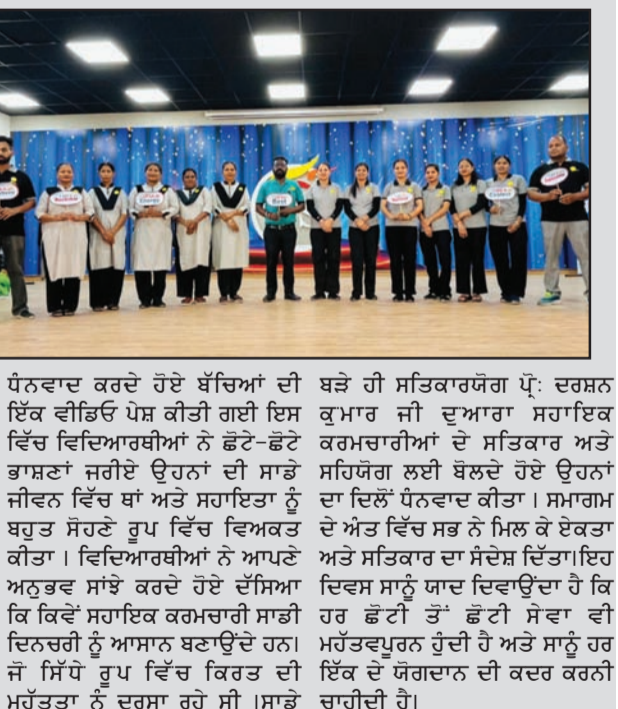 ਧੰਨਵਾਦ ਕਰਦੇ ਹੋਏ ਬੱਚਿਆਂ ਦੀ
ਇੱਕ ਵੀਡਿਓ ਪੇਸ਼ ਕੀਤੀ ਗਈ ਇਸ
ਵਿੱਚ ਵਿਦਿਆਰਥੀਆਂ ਨੇ ਛੋਟੇ-ਛੋਟੇ
ਭਾਸ਼ਣਾਂ ਜਰੀਏ ਉਹਨਾਂ ਦੀ ਸਾਡੇ
ਜੀਵਨ ਵਿੱਚ ਥਾਂ ਅਤੇ ਸਹਾਇਤਾ ਨੂੰ
ਬਹੁਤ ਸੋਹਣੇ ਰੂਪ ਵਿੱਚ ਵਿਅਕਤ
ਕੀਤਾ । ਵਿਦਿਆਰਥੀਆਂ ਨੇ ਆਪਣੇ
ਅਨੁਭਵ ਸਾਂਝੇ ਕਰਦੇ ਹੋਏ ਦੱਸਿਆ
ਕਿ ਕਿਵੇਂ ਸਹਾਇਕ ਕਰਮਚਾਰੀ ਸਾਡੀ
ਦਿਨਚਰੀ ਨੂੰ ਆਸਾਨ ਬਣਾਉਂਦੇ ਹਨ।
ਜੋ ਸਿੱਧੇ ਰੂਪ ਵਿੱਚ ਕਿਰਤ ਦੀ
ਮਹੱਤਤਾ ਨੂੰ ਦਰਸਾ ਰਹੇ ਸੀ ।ਸਾਡੇ
ਬੜੇ ਹੀ ਸਤਿਕਾਰਯੋਗ ਪ੍ਰੋ: ਦਰਸ਼ਨ
ਕੁਮਾਰ ਜੀ ਦੁਆਰਾ ਸਹਾਇਕ
ਕਰਮਚਾਰੀਆਂ ਦੇ ਸਤਿਕਾਰ ਅਤੇ
ਸਹਿਯੋਗ ਲਈ ਬੋਲਦੇ ਹੋਏ ਉਹਨਾਂ
ਦਾ ਦਿਲੋਂ ਧੰਨਵਾਦ ਕੀਤਾ । ਸਮਾਗਮ
ਦੇ ਅੰਤ ਵਿੱਚ ਸਭ ਨੇ ਮਿਲ ਕੇ ਏਕਤਾ
ਅਤੇ ਸਤਿਕਾਰ ਦਾ ਸੰਦੇਸ਼ ਦਿੱਤਾ।ਇਹ
ਦਿਵਸ ਸਾਨੂੰ ਯਾਦ ਦਿਵਾਉਂਦਾ ਹੈ ਕਿ
ਹਰ ਛੋਟੀ ਤੋਂ ਛੋਟੀ ਸੇਵਾ ਵੀ
ਮਹੱਤਵਪੂਰਨ ਹੁੰਦੀ ਹੈ ਅਤੇ ਸਾਨੂੰ ਹਰ
ਇੱਕ ਦੇ ਯੋਗਦਾਨ ਦੀ ਕਦਰ ਕਰਨੀ
ਚਾਹੀਦੀ ਹੈ।